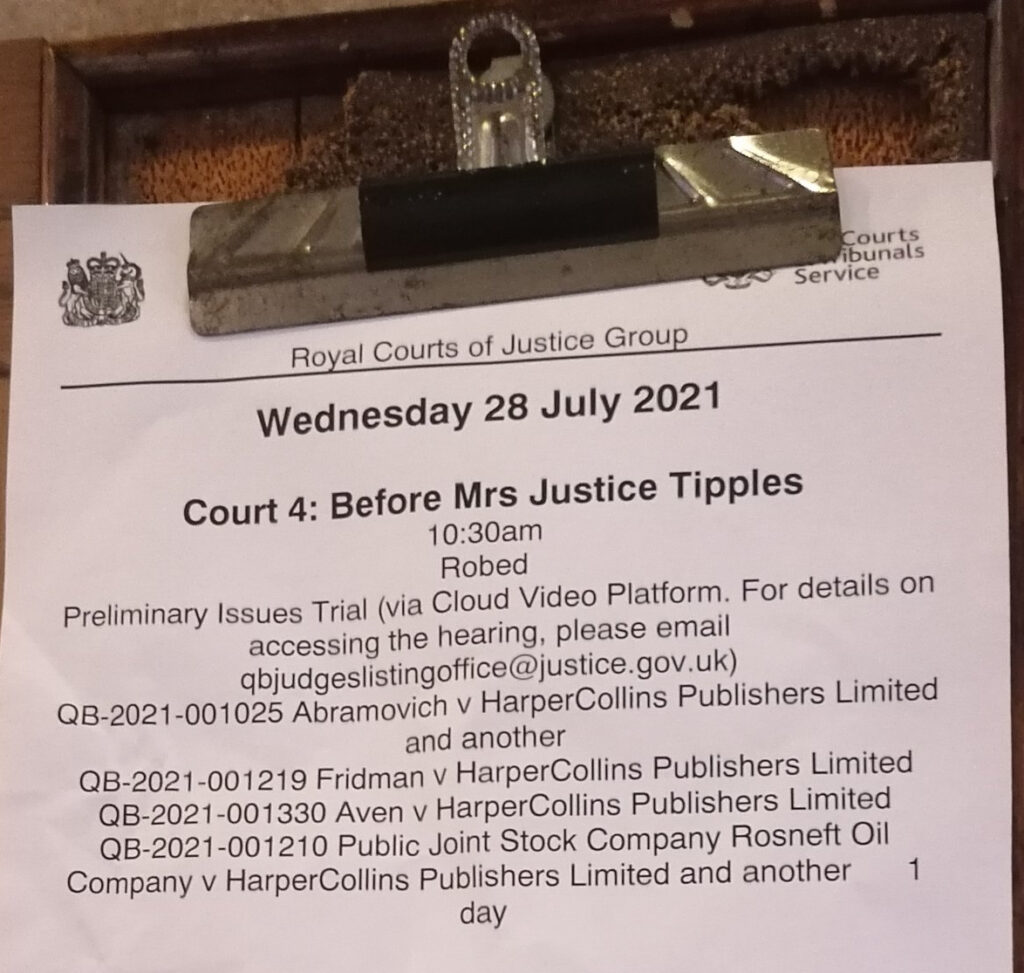 Courts
Service
Royal Courts of Justice Group
Wednesday 28 July 2021
Court 4: Before Mrs Justice Tipples
10:30am
Robed
Preliminary Issues Trial (via Cloud Video Platform. For details on
accessing the hearing, please email
qbjudgeslistingoffice@justice.gov.uk)
QB-2021-001025 Abramovich v HarperCollins Publishers Limited
and another
QB-2021-001219 Fridman v HarperCollins Publishers Limited
QB-2021-001330 Aven v HarperCollins Publishers Limited
QB-2021-001210 Public Joint Stock Company Rosneft Oil
Company v HarperCollins Publishers Limited and another 1
day